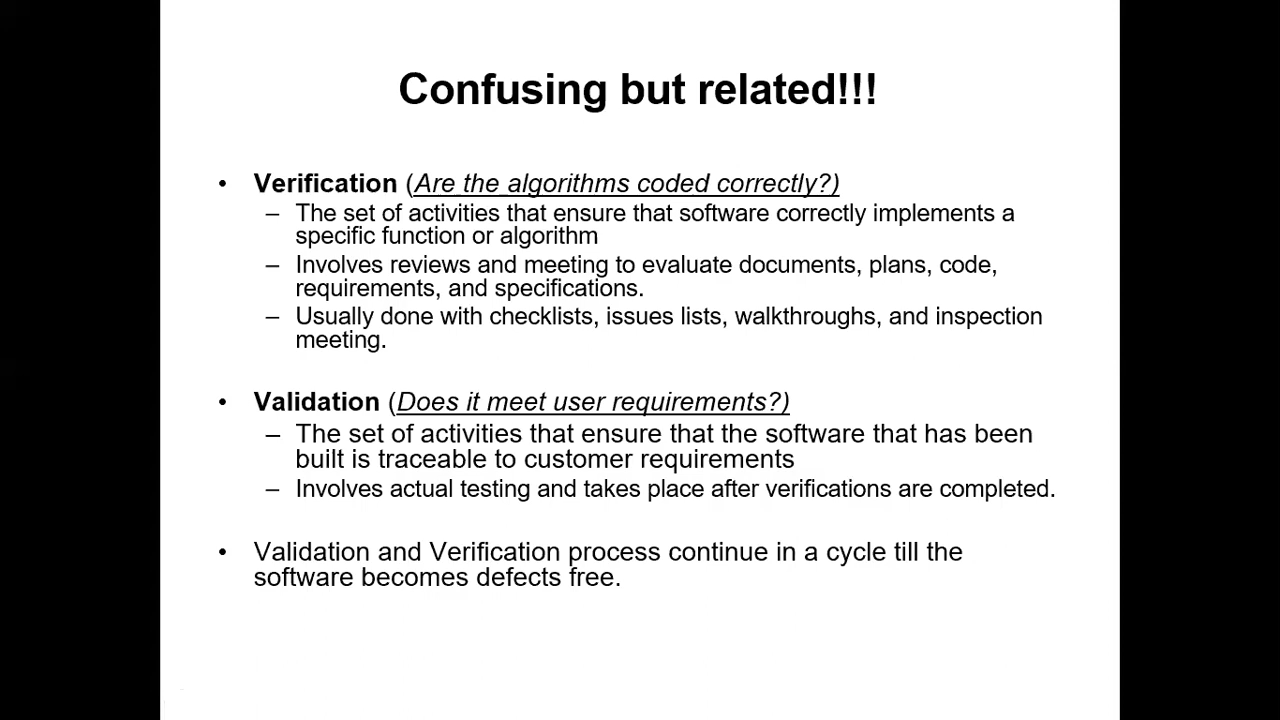 Confusing but related!!!
• Verification (Are the algorithms coded correctly?)
– The set of activities that ensure that software correctly implements a
specific function or algorithm
– Involves reviews and meeting to evaluate documents, plans, code,
requirements, and specifications.
– Usually done with checklists, issues lists, walkthroughs, and inspection
meeting.
• Validation (Does it meet user requirements?)
– The set of activities that ensure that the software that has been
built is traceable to customer requirements
– Involves actual testing and takes place after verifications are completed.
• Validation and Verification process continue in a cycle till the
software becomes defects free.